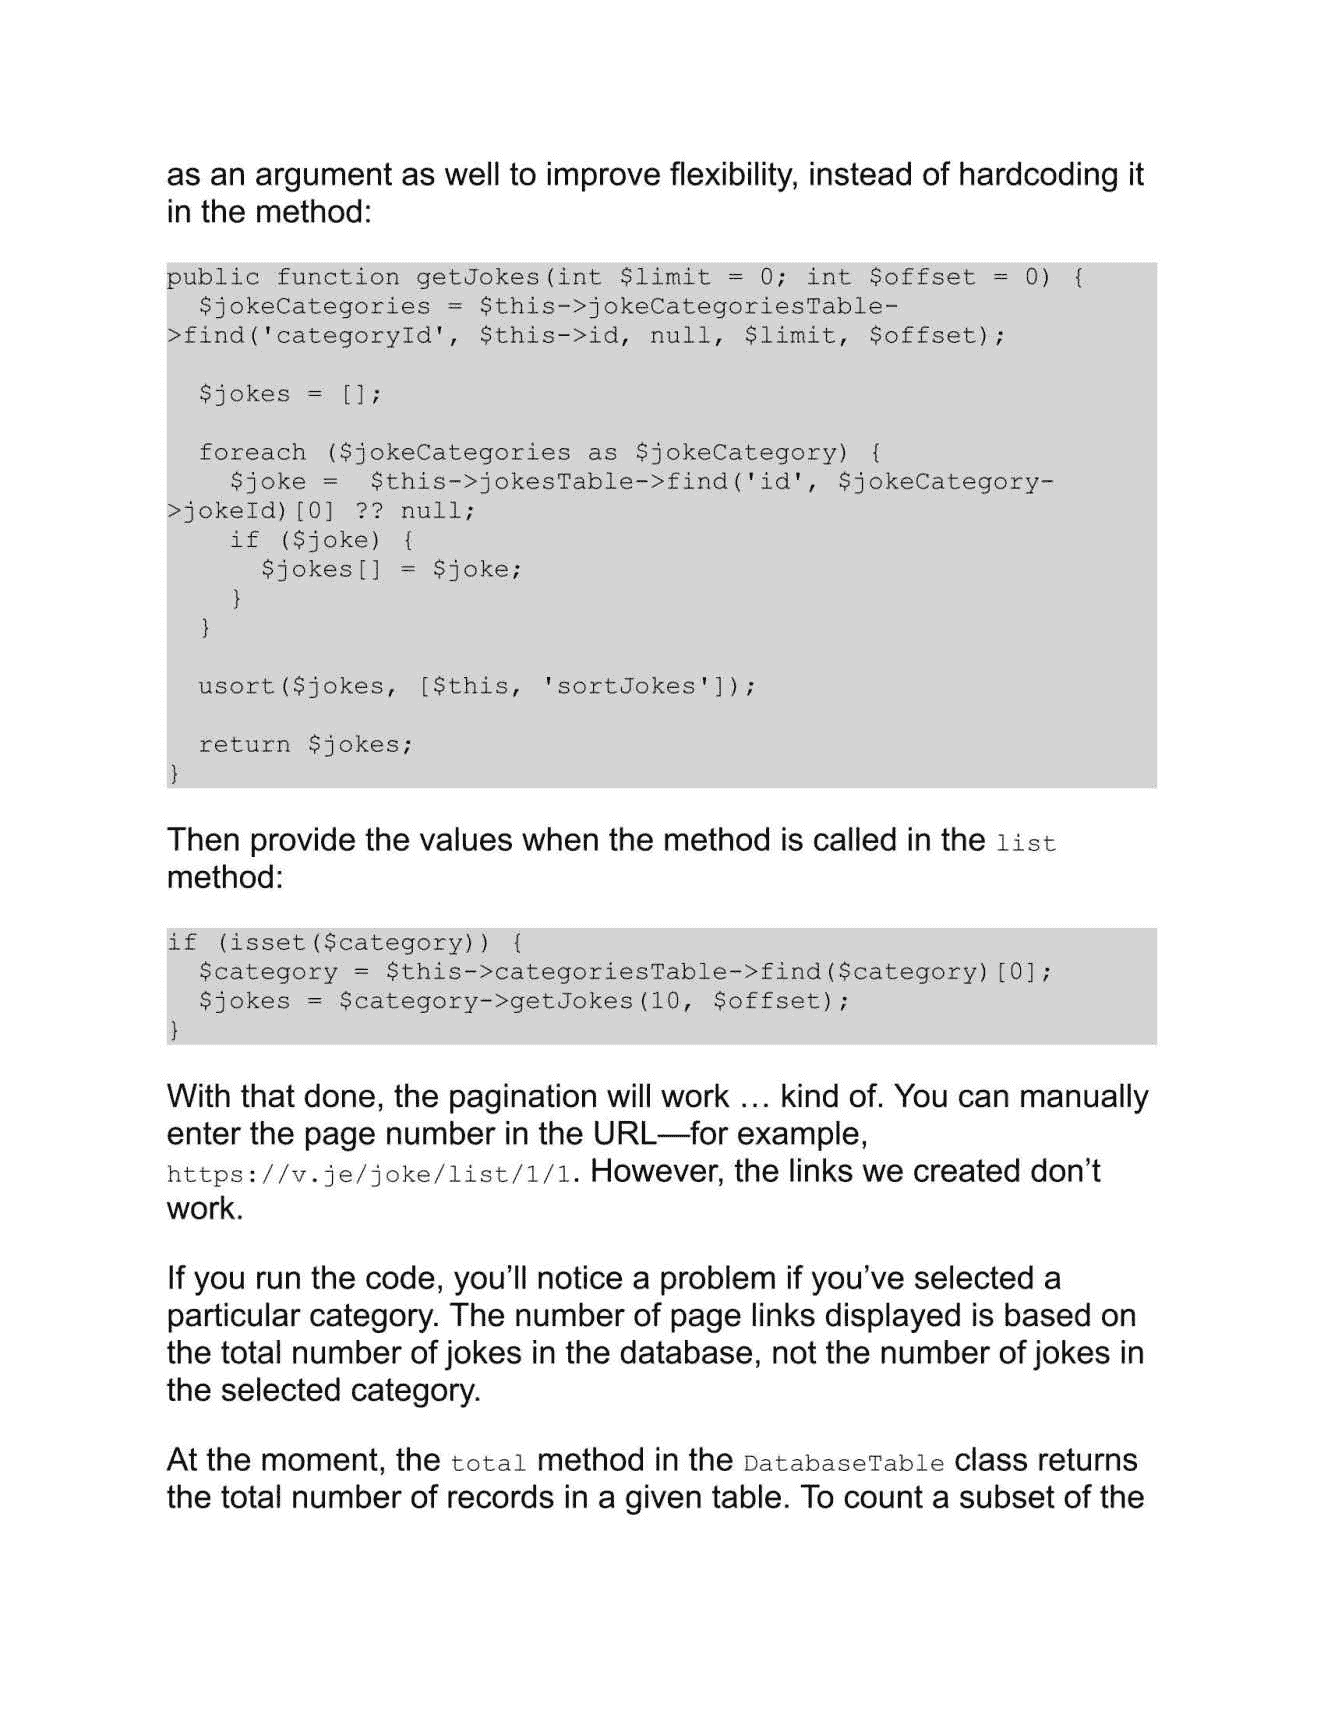 as an argument as well to improve flexibility, instead of hardcoding it
in the method:
public function getJokes(int $limit = 0; int $offset = 0) {
  $jokeCategories = $this->jokeCategoriesTable-
>find('categoryId', $this->id, null, $limit, $offset);

  $jokes = [];

  foreach ($jokeCategories as $jokeCategory) {
    $joke =  $this->jokesTable->find('id', $jokeCategory-
>jokeId)[0] ?? null;
    if ($joke) {
      $jokes[] = $joke;
    }
  }

  usort($jokes, [$this, 'sortJokes']);

  return $jokes;
}
Then provide the values when the method is called in the list
method:
if (isset($category)) {
  $category = $this->categoriesTable->find($category)[0];
  $jokes = $category->getJokes(10, $offset);
}
With that done, the pagination will work … kind of. You can manually
enter the page number in the URL—for example,
https://v.je/joke/list/1/1. However, the links we created don’t
work.
If you run the code, you’ll notice a problem if you’ve selected a
particular category. The number of page links displayed is based on
the total number of jokes in the database, not the number of jokes in
the selected category.
At the moment, the total method in the DatabaseTable class returns
the total number of records in a given table. To count a subset of the